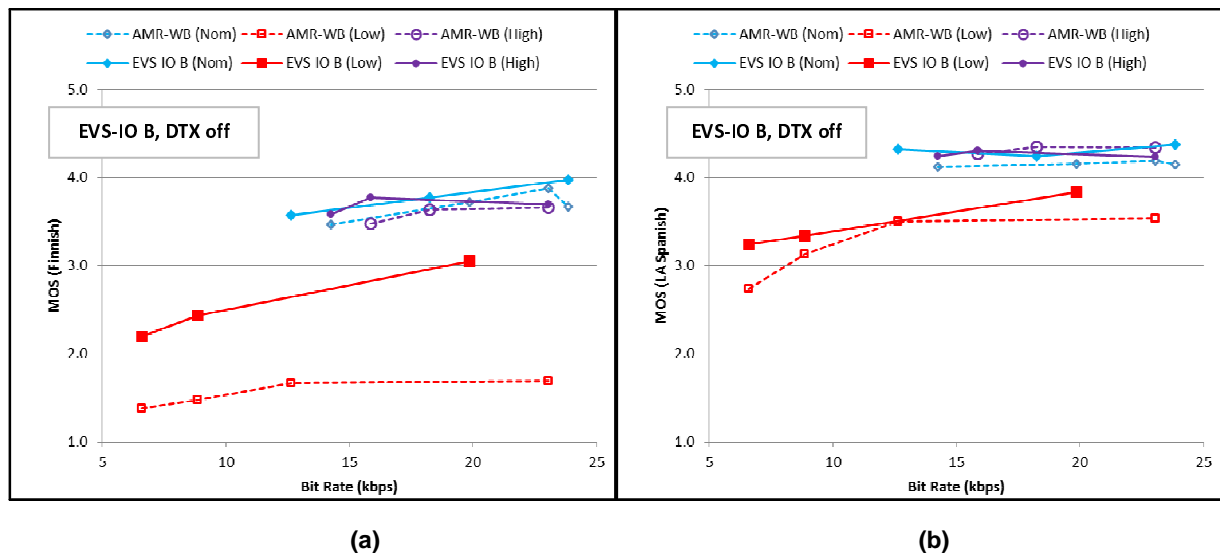 AMR-WB (Nom) AMR-WB (Low) AMR-WB (High)
EVS IO B (Nom) EVS IO B (Low) EVS IO B (High)
5.0
EVS-IO B, DTX off
4.0
3.0
2.0
1.0
MOS (Finnish)
5 10 15 20 25
Bit Rate (kbps)
(a)
AMR-WB (Nom) AMR-WB (Low) AMR-WB (High)
EVS IO B (Nom) EVS IO B (Low) EVS IO B (High)
5.0
EVS-IO B, DTX off
4.0
3.0
2.0
1.0
MOS (LA Spanish)
5 10 15 20 25
Bit Rate (kbps)
(b)